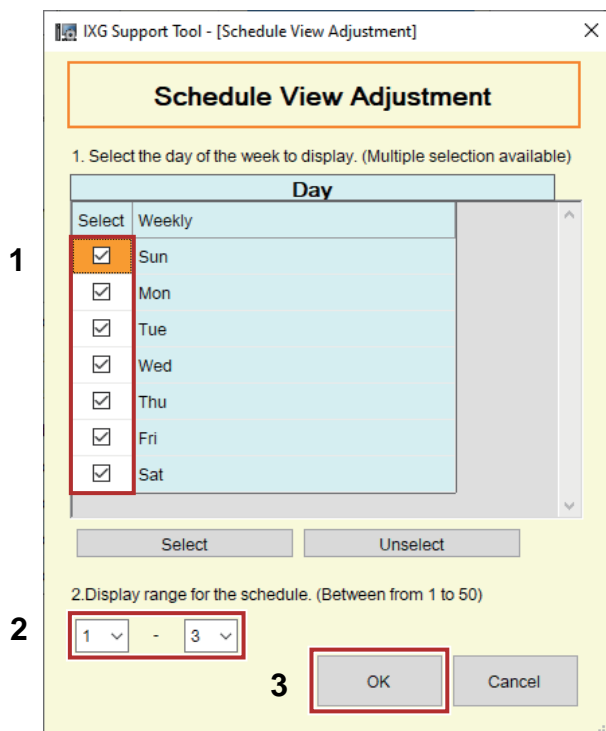 IXG Support Tool - [Schedule View Adjustment]
Schedule View Adjustment
1. Select the day of the week to display. (Multiple selection available)
Day
Select Weekly
1
Sun
Mon
Tue
Wed
Thu
Fri
Sat
Select Unselect
2.Display range for the schedule. (Between from 1 to 50)
2 1 - 3
3 OK Cancel